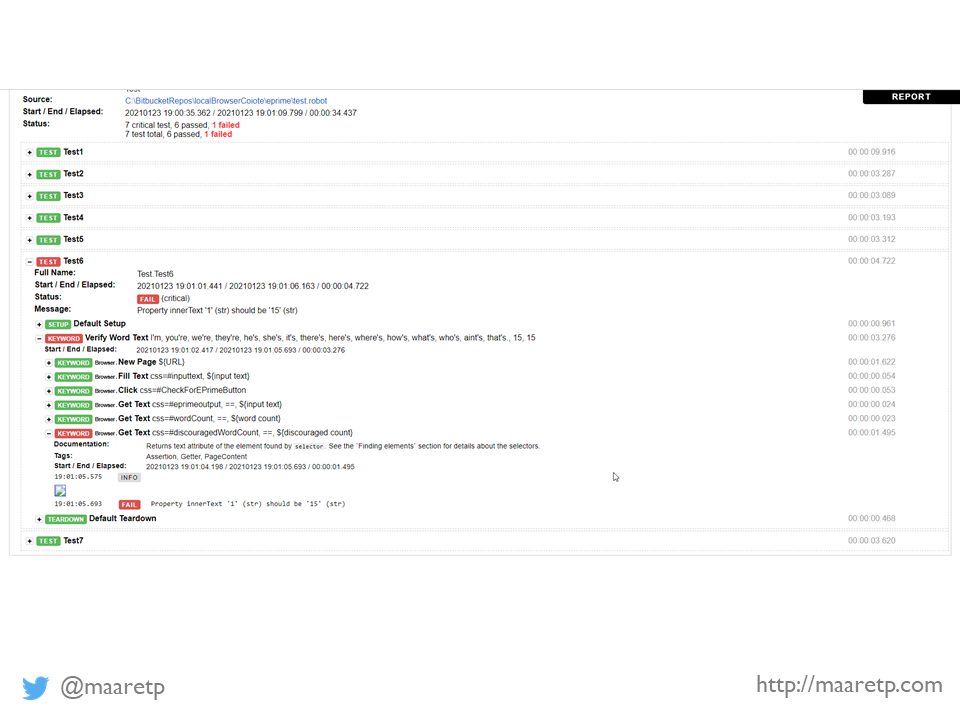 REPORT
Source: C:\BitbucketRepos\localBrowserCoiote\eprime\test.robot
Start / End / Elapsed: 20210123 19:00:35.362 / 20210123 19:01:09.799 / 00:00:34.437
Status: 7 critical test, 6 passed, 1 failed
7 test total, 6 passed, 1 failed
+ TEST Test1 00:00:09.916
+ TEST Test2 00:00:03.287
+ TEST Test3 00:00:03.089
+ TEST Test4 00:00:03.193
+ TEST Test5 00:00:03.312
− TEST Test6 00:00:04.722
Full Name: Test.Test6
Start / End / Elapsed: 20210123 19:01:01.441 / 20210123 19:01:06.163 / 00:00:04.722
Status: FAIL (critical)
Message: Property innerText '1' (str) should be '15' (str)
+ SETUP Default Setup 00:00:00.961
− KEYWORD Verify Word Text I'm, you're, we're, they're, he's, she's, it's, there's, here's, where's, how's, what's, who's, aint's, that's., 15, 15 00:00:03.276
Start / End / Elapsed: 20210123 19:01:02.417 / 20210123 19:01:05.693 / 00:00:03.276
+ KEYWORD Browser.New Page ${URL} 00:00:01.622
+ KEYWORD Browser.Fill Text css=#inputtext, ${input text} 00:00:00.054
+ KEYWORD Browser.Click css=#CheckForEPrimeButton 00:00:00.053
+ KEYWORD Browser.Get Text css=#eprimeoutput, ==, ${input text} 00:00:00.024
+ KEYWORD Browser.Get Text css=#wordCount, ==, ${word count} 00:00:00.023
− KEYWORD Browser.Get Text css=#discouragedWordCount, ==, ${discouraged count} 00:00:01.495
Documentation: Returns text attribute of the element found by selector. See the `Finding elements` section for details about the selectors.
Tags: Assertion, Getter, PageContent
Start / End / Elapsed: 20210123 19:01:04.198 / 20210123 19:01:05.693 / 00:00:01.495
19:01:05.575 INFO
19:01:05.693 FAIL Property innerText '1' (str) should be '15' (str)
+ TEARDOWN Default Teardown 00:00:00.468
+ TEST Test7 00:00:03.620
@maaretp
http://maaretp.com